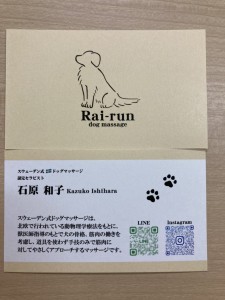 Rai-run
dog massage
スウェーデン式 ドッグマッサージ
認定セラピスト
石原 和子 Kazuko Ishihara
スウェーデン式ドッグマッサージは、
北欧で行われている動物理学療法をもとに、
獣医師指導のもとで犬の骨格、筋肉の働きを
考慮し、道具を使わず手技のみで筋肉に
対してやさしくアプローチするマッサージです。
LINE
Instagram